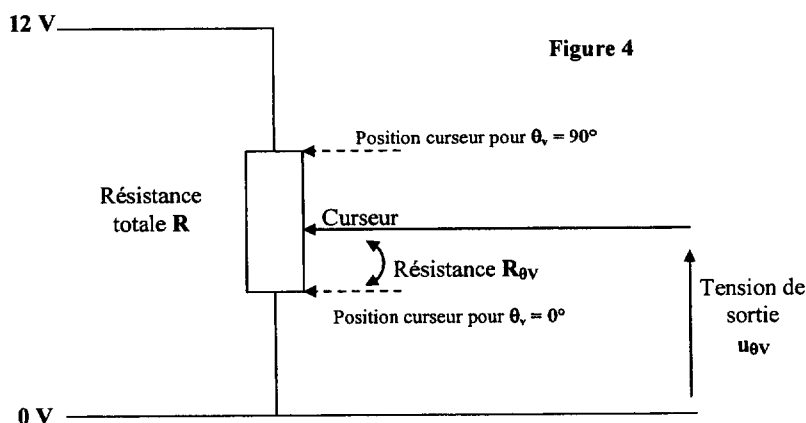 12 V
Figure 4
Position curseur pour θv = 90°
Résistance
totale R
Curseur
Résistance RθV
Position curseur pour θv = 0°
Tension de
sortie
uθV
0 V